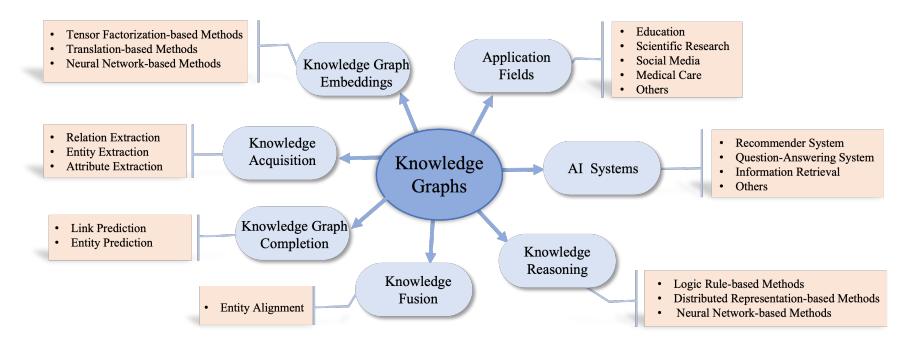 • Tensor Factorization-based Methods
• Translation-based Methods
• Neural Network-based Methods
Knowledge Graph
Embeddings
Application
Fields
• Education
• Scientific Research
• Social Media
• Medical Care
• Others
• Relation Extraction
• Entity Extraction
• Attribute Extraction
Knowledge
Acquisition
Knowledge
Graphs
AI Systems
• Recommender System
• Question-Answering System
• Information Retrieval
• Others
• Link Prediction
• Entity Prediction
Knowledge Graph
Completion
Knowledge
Reasoning
• Logic Rule-based Methods
• Distributed Representation-based Methods
• Neural Network-based Methods
• Entity Alignment
Knowledge
Fusion